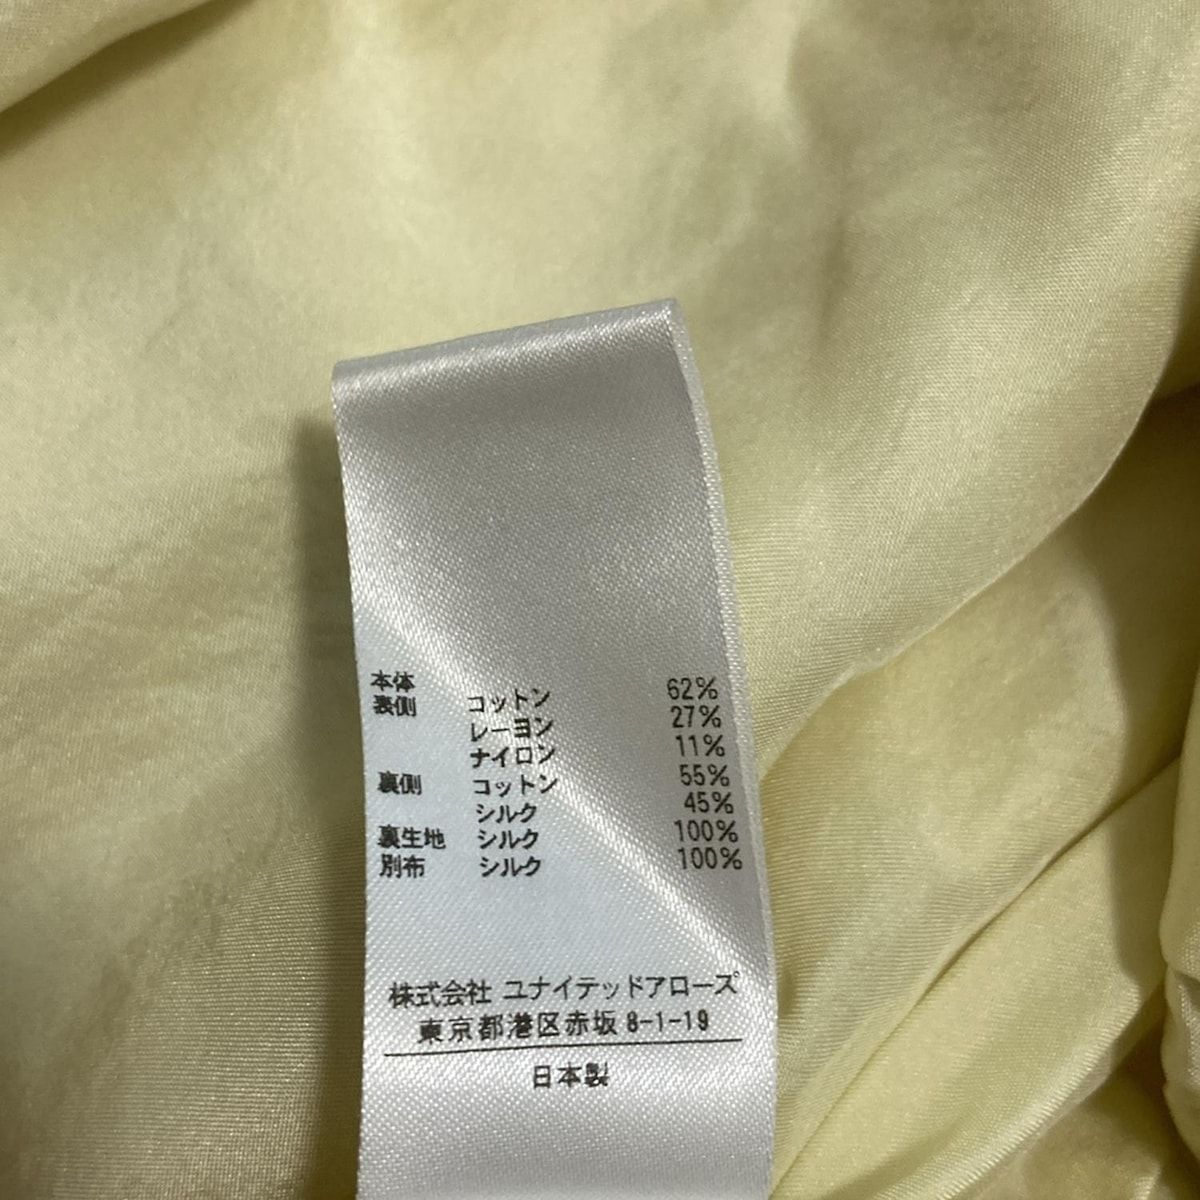 本体
表側 コットン 62%
レーヨン 27%
ナイロン 11%
裏側 コットン 55%
シルク 45%
裏生地 シルク 100%
別布 シルク 100%
株式会社 ユナイテッドアローズ
東京都港区赤坂 8-1-19
日本製